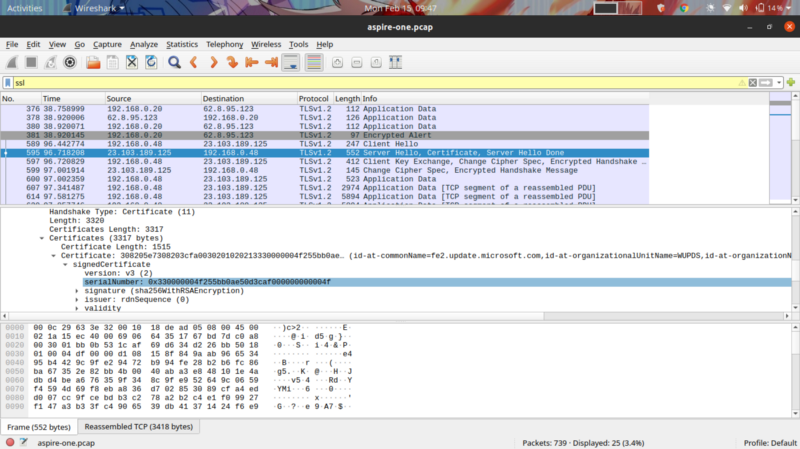 Activities Wireshark Mon Feb 15, 09:47 14 %
aspire-one.pcap
File Edit View Go Capture Analyze Statistics Telephony Wireless Tools Help
ssl
No. Time Source Destination Protocol Length Info
376 38.758999 192.168.0.20 62.8.95.123 TLSv1.2 112 Application Data
378 38.920006 62.8.95.123 192.168.0.20 TLSv1.2 126 Application Data
380 38.920071 192.168.0.20 62.8.95.123 TLSv1.2 112 Application Data
381 38.920145 192.168.0.20 62.8.95.123 TLSv1.2 97 Encrypted Alert
589 96.442774 192.168.0.48 23.103.189.125 TLSv1.2 247 Client Hello
595 96.718208 23.103.189.125 192.168.0.48 TLSv1.2 552 Server Hello, Certificate, Server Hello Done
597 96.720829 192.168.0.48 23.103.189.125 TLSv1.2 412 Client Key Exchange, Change Cipher Spec, Encrypted Handshake …
599 97.001914 23.103.189.125 192.168.0.48 TLSv1.2 145 Change Cipher Spec, Encrypted Handshake Message
600 97.002359 192.168.0.48 23.103.189.125 TLSv1.2 523 Application Data
607 97.341487 23.103.189.125 192.168.0.48 TLSv1.2 2974 Application Data [TCP segment of a reassembled PDU]
614 97.581275 23.103.189.125 192.168.0.48 TLSv1.2 5894 Application Data [TCP segment of a reassembled PDU]
Handshake Type: Certificate (11)
Length: 3320
Certificates Length: 3317
Certificates (3317 bytes)
Certificate Length: 1515
Certificate: 308205e7308203cfa0030201020213330000004f255bb0ae… (id-at-commonName=fe2.update.microsoft.com,id-at-organizationalUnitName=WUPDS,id-at-organizationN
signedCertificate
version: v3 (2)
serialNumber: 0x330000004f255bb0ae50d3caf000000000004f
signature (sha256WithRSAEncryption)
issuer: rdnSequence (0)
validity
0000 00 0c 29 63 3e 32 00 10 18 de ad 05 08 00 45 00 ··)c>2·· ······E·
0010 02 1a 15 ec 40 00 69 06 64 35 17 67 bd 7d c0 a8 ····@·i· d5·g·}··
0020 00 30 01 bb 0b 53 1c af 69 d6 34 d2 26 bb 50 18 ·0···S·· i·4·&·P·
0030 01 00 04 df 00 00 d1 08 15 8f 84 9a ab 96 65 34 ········ ······e4
0040 95 b4 42 9c 9f e2 94 72 b9 94 fe 28 b2 b6 fc 86 ··B····r ···(····
0050 ba 67 35 2e 82 bb 4b 00 40 ab a3 e8 48 10 1e 4a ·g5.··K· @···H··J
0060 db d4 be a6 76 35 9f 34 8c 9f e9 52 64 9c 06 59 ····v5·4 ···Rd··Y
0070 f4 59 4d 69 f8 eb a8 36 d7 02 85 30 89 cf a4 ed ·YMi···6 ···0····
0080 d0 07 cc 9f ce bd b3 c2 78 a2 b2 c4 e1 f0 99 27 ········ x······'
0090 f1 47 a3 b3 3f c4 90 65 39 db 41 37 14 24 f6 e9 ·G··?··e 9·A7·$··
Frame (552 bytes) Reassembled TCP (3418 bytes)
aspire-one.pcap Packets: 739 · Displayed: 25 (3.4%) Profile: Default